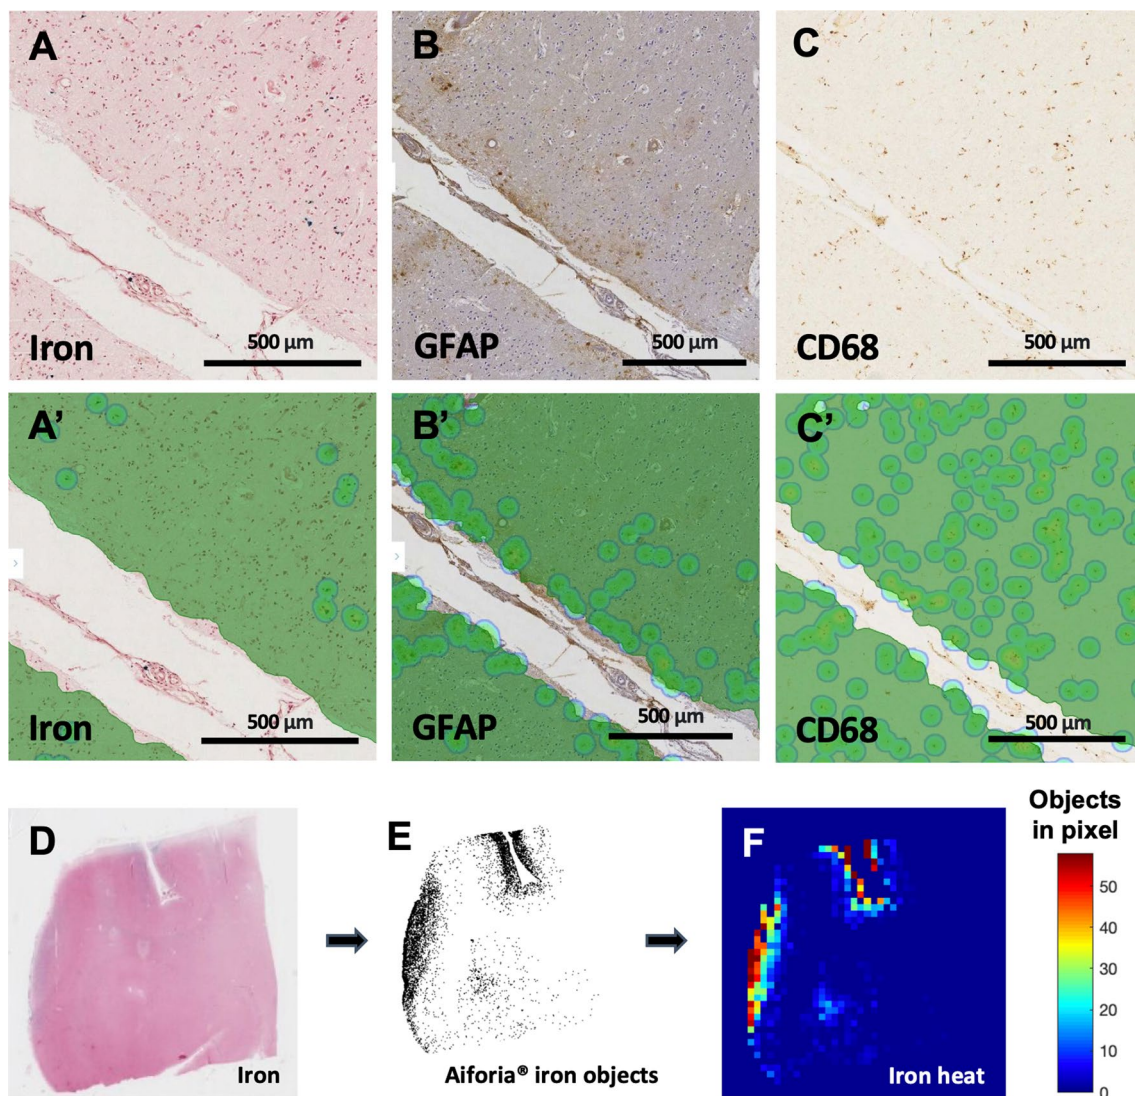 A
B
C
Iron
500 µm
GFAP
500 µm
CD68
500 µm
A’
B’
C’
Iron
500 µm
GFAP
500 µm
CD68
500 µm
Objects
in pixel
D
E
F
50
40
30
20
10
0
Iron
Aiforia® iron objects
Iron heat